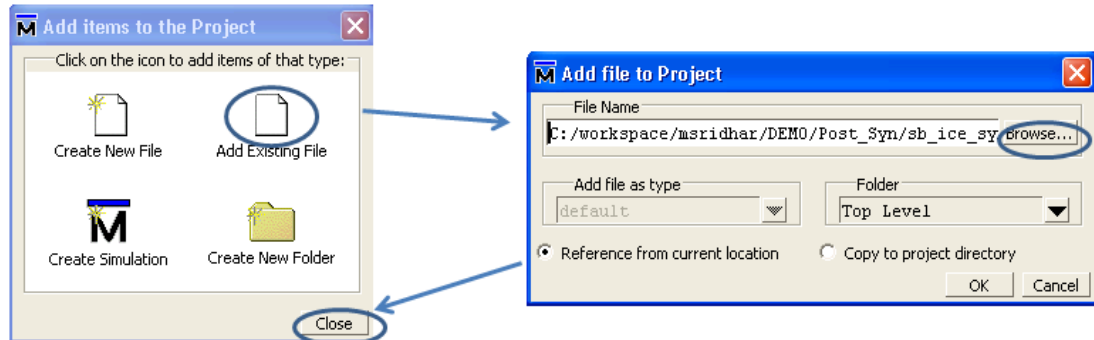 Add items to the Project
Click on the icon to add items of that type:
Create New File
Add Existing File
Create Simulation
Create New Folder
Close
Add file to Project
File Name
C:/workspace/msridhar/DEMO/Post_Syn/sb_ice_sy
Browse...
Add file as type
default
Folder
Top Level
Reference from current location
Copy to project directory
OK
Cancel